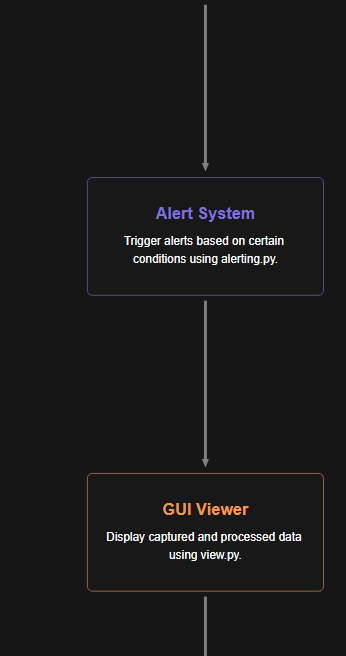 Alert System
Trigger alerts based on certain
conditions using alerting.py.
GUI Viewer
Display captured and processed data
using view.py.